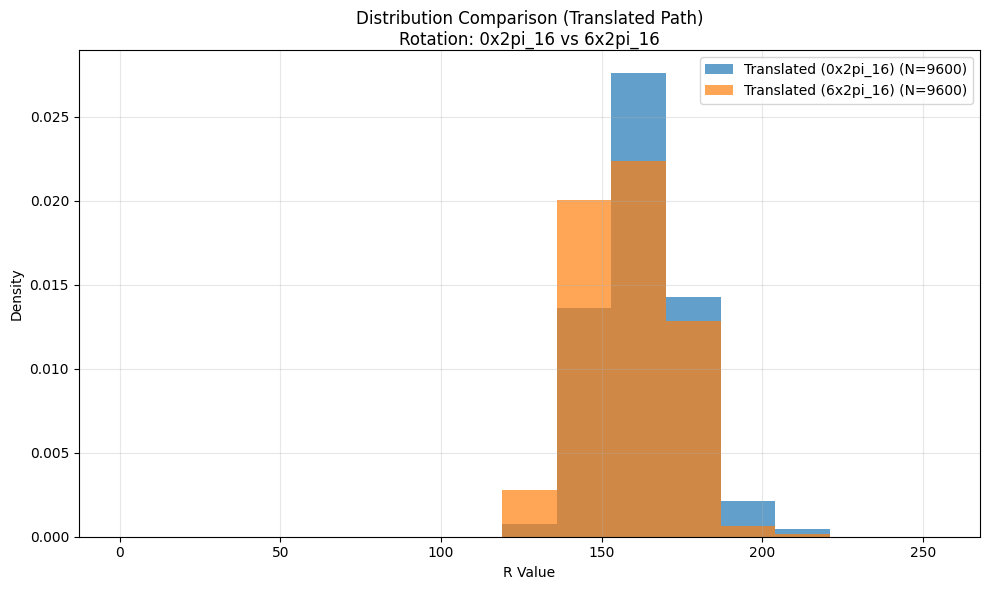 Distribution Comparison (Translated Path)
Rotation: 0x2pi_16 vs 6x2pi_16
Translated (0x2pi_16) (N=9600)
Translated (6x2pi_16) (N=9600)
0.025
0.020
0.015
0.010
0.005
0.000
Density
0 50 100 150 200 250
R Value